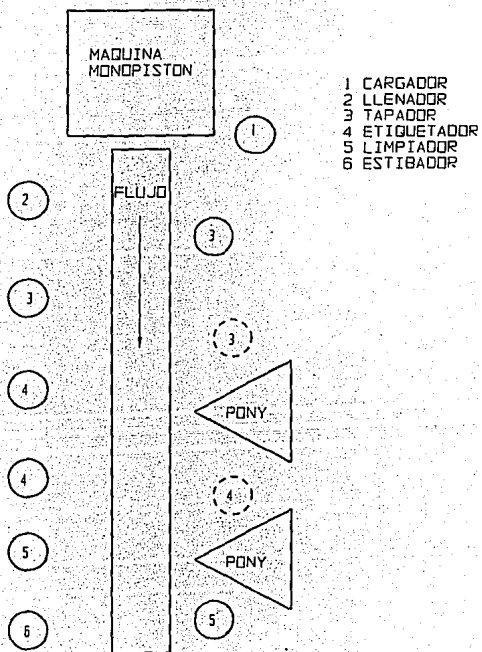 MAQUINA
MONOPISTON
1 CARGADOR
2 LLENADOR
3 TAPADOR
4 ETIQUETADOR
5 LIMPIADOR
6 ESTIBADOR
1
FLUJO
2
3
3
3
4
PONY
4
4
5
PONY
5
6